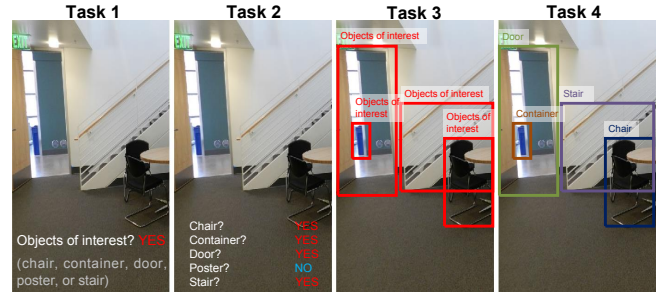 Task 1
EXIT
Objects of interest? YES
(chair, container, door,
poster, or stair)
Task 2
EXIT
Chair? YES
Container? YES
Door? YES
Poster? NO
Stair? YES
Task 3
EXIT
Objects of interest
Objects of
interest
Objects of interest
Objects of
interest
Task 4
EXIT
Door
Container
Stair
Chair